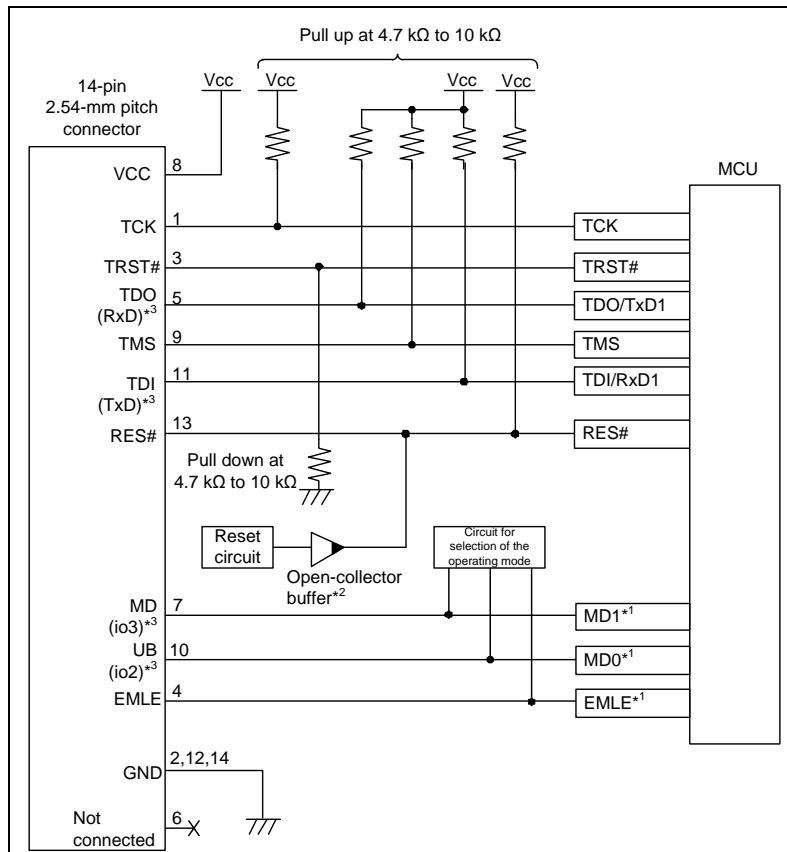 Pull up at 4.7 kΩ to 10 kΩ
Vcc Vcc Vcc Vcc
14-pin
2.54-mm pitch
connector
MCU
VCC 8
TCK 1 TCK
TRST# 3 TRST#
TDO 5 TDO/TxD1
(RxD)*3
TMS 9 TMS
TDI 11 TDI/RxD1
(TxD)*3
RES# 13 RES#
Pull down at
4.7 kΩ to 10 kΩ
Reset
circuit
Open-collector
buffer*2
Circuit for
selection of the
operating mode
MD 7 MD1*1
(io3)*3
UB 10 MD0*1
(io2)*3
EMLE 4 EMLE*1
GND 2,12,14
Not 6
connected